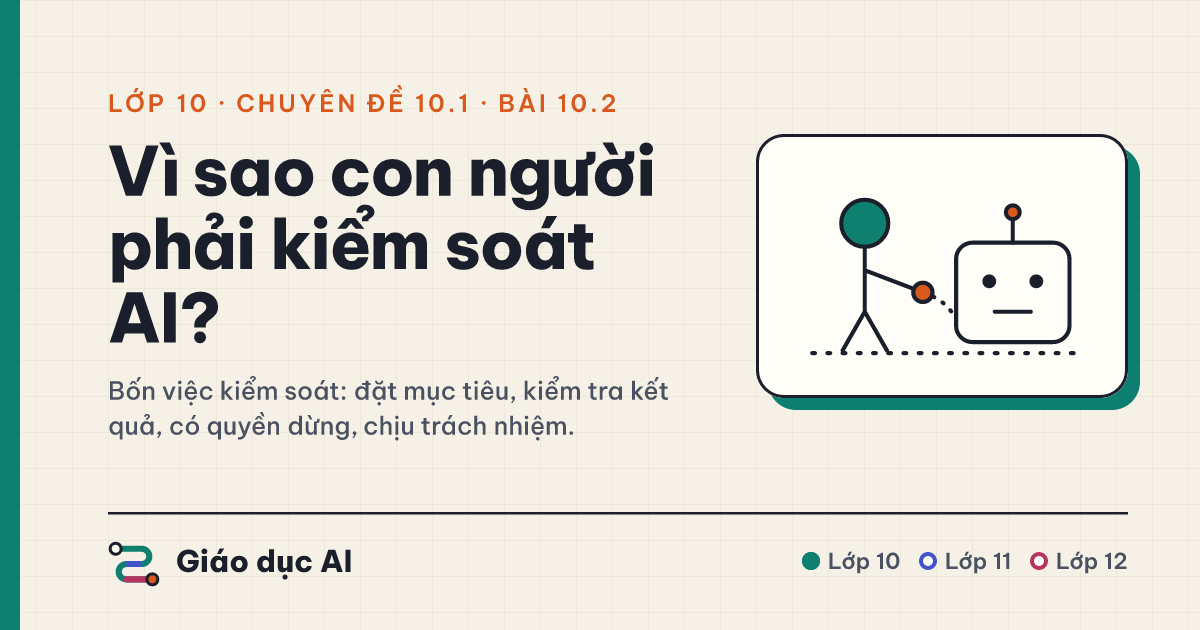 LỚP 10 · CHUYÊN ĐỀ 10.1 · BÀI 10.2
Vì sao con người
phải kiểm soát
AI?
Bốn việc kiểm soát: đặt mục tiêu, kiểm tra kết
quả, có quyền dừng, chịu trách nhiệm.
Giáo dục AI
Lớp 10 Lớp 11 Lớp 12